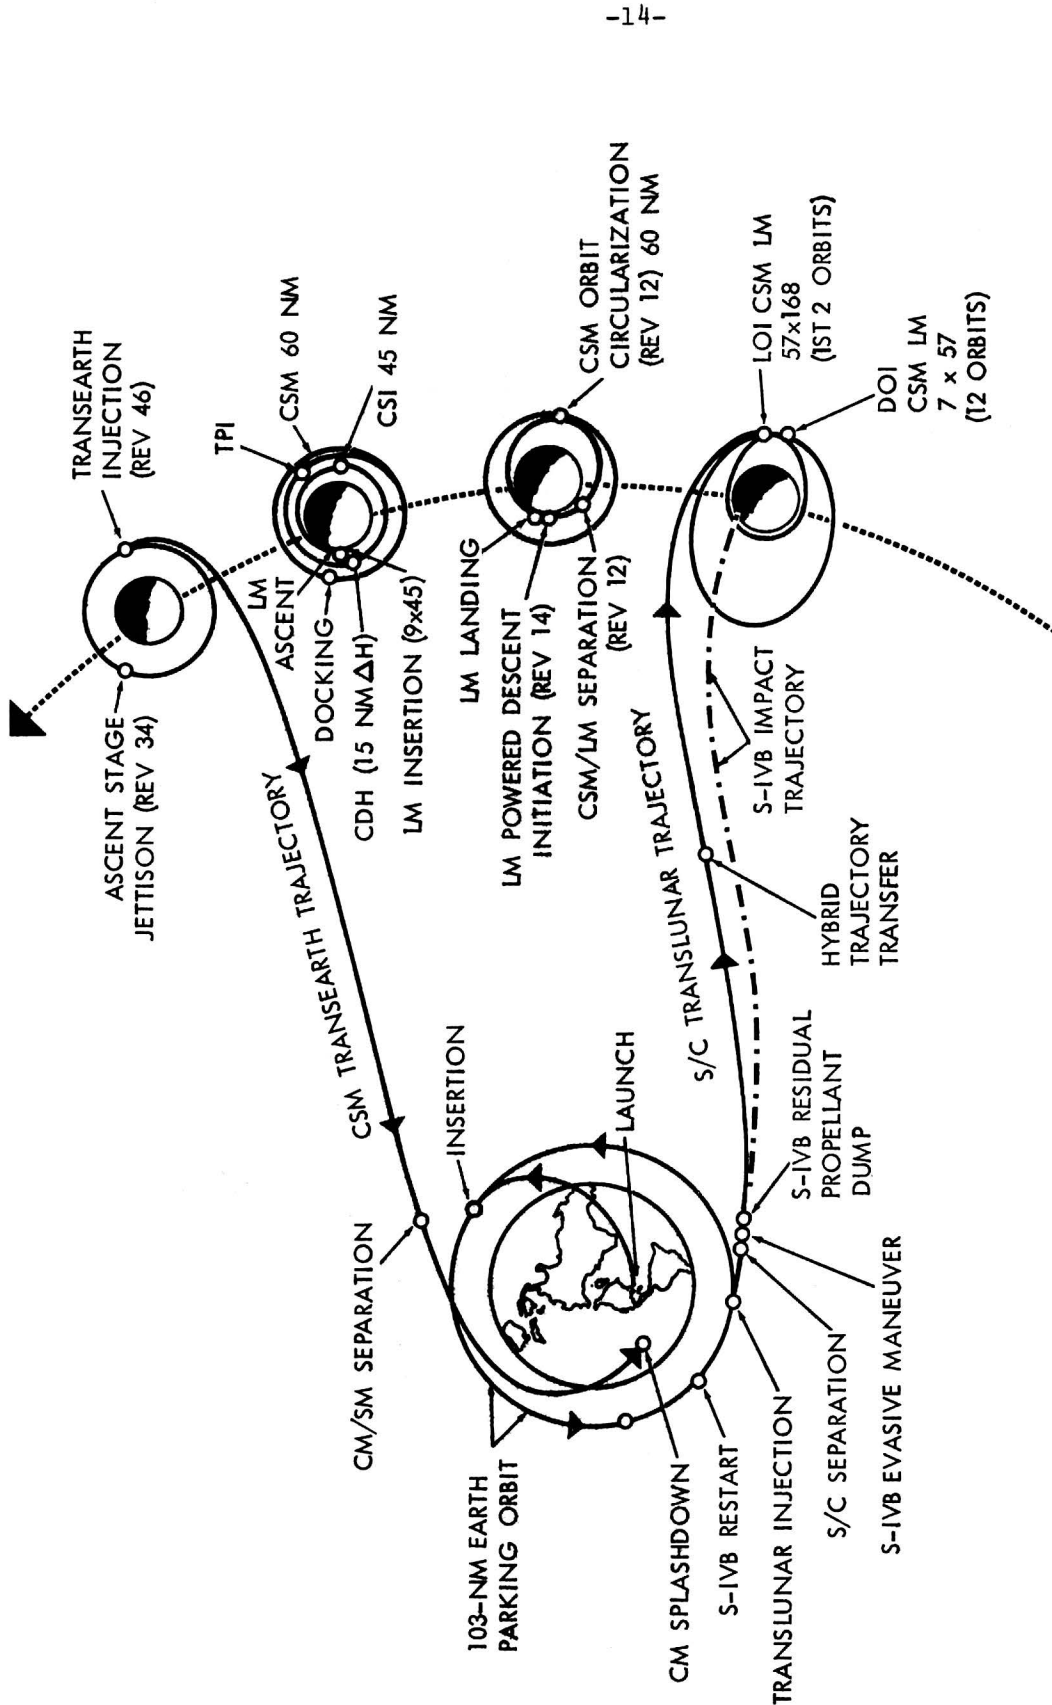 -14-
TRANSEARTH
INJECTION
(REV 46)
ASCENT STAGE
JETTISON (REV 34)
TPI
CSM 60 NM
CSI 45 NM
LM
ASCENT
DOCKING
CDH (15 NM ΔH)
LM INSERTION (9x45)
CSM TRANSEARTH TRAJECTORY
CM/SM SEPARATION
INSERTION
LAUNCH
103-NM EARTH
PARKING ORBIT
LM LANDING
LM POWERED DESCENT
INITIATION (REV 14)
CSM/LM SEPARATION
(REV 12)
CSM ORBIT
CIRCULARIZATION
(REV 12) 60 NM
S/C TRANSLUNAR TRAJECTORY
S-IVB IMPACT
TRAJECTORY
HYBRID
TRAJECTORY
TRANSFER
LOI CSM LM
57x168
(1ST 2 ORBITS)
DOI
CSM LM
7 x 57
(12 ORBITS)
CM SPLASHDOWN
S-IVB RESTART
TRANSLUNAR INJECTION
S/C SEPARATION
S-IVB EVASIVE MANEUVER
S-IVB RESIDUAL
PROPELLANT
DUMP